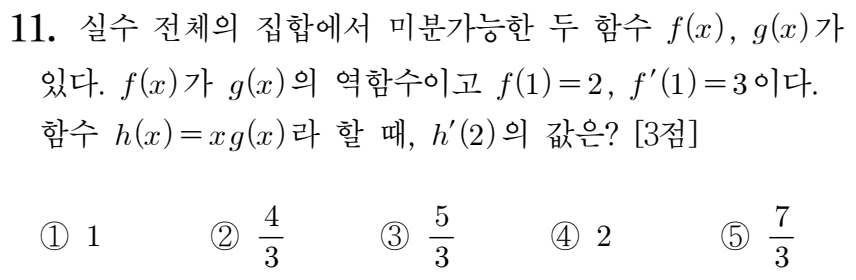 11. 실수 전체의 집합에서 미분가능한 두 함수 f(x), g(x)가
있다. f(x)가 g(x)의 역함수이고 f(1)=2, f′(1)=3이다.
함수 h(x)=xg(x)라 할 때, h′(2)의 값은? [3점]
① 1 ② 4/3 ③ 5/3 ④ 2 ⑤ 7/3